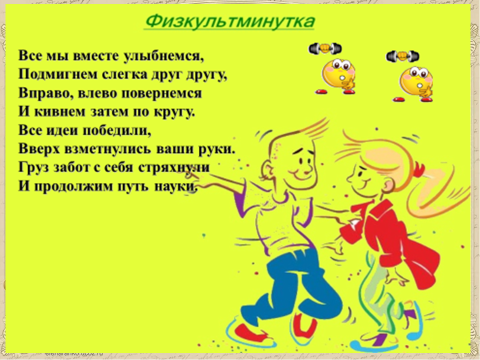 Физкультминутка
Все мы вместе улыбнемся,
Подмигнем слегка друг другу,
Вправо, влево повернемся
И кивнем затем по кругу.
Все идеи победили,
Вверх взметнулись ваши руки.
Груз забот с себя стряхнули
И продолжим путь науки.